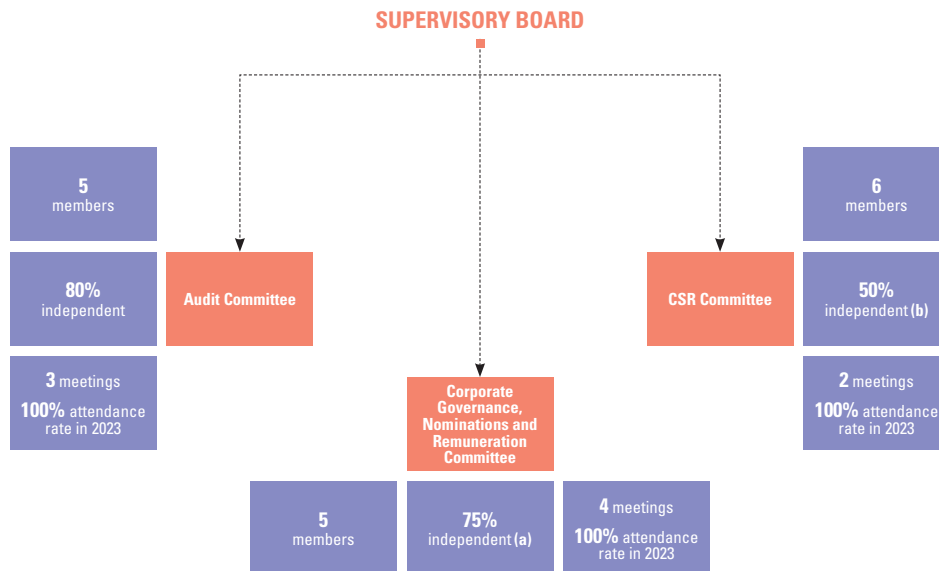 SUPERVISORY BOARD
5
members
80%
independent
3 meetings
100% attendance
rate in 2023
Audit Committee
CSR Committee
6
members
50%
independent (b)
2 meetings
100% attendance
rate in 2023
Corporate
Governance,
Nominations and
Remuneration
Committee
5
members
75%
independent (a)
4 meetings
100% attendance
rate in 2023